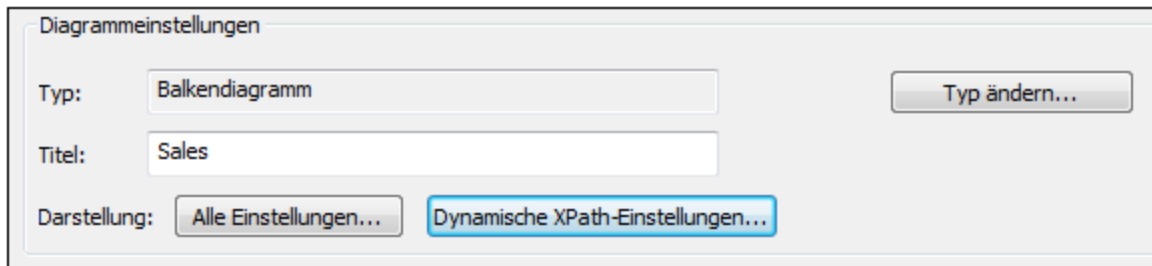 Diagrammeinstellungen
Typ: Balkendiagramm Typ ändern...
Titel: Sales
Darstellung: Alle Einstellungen... Dynamische XPath-Einstellungen...